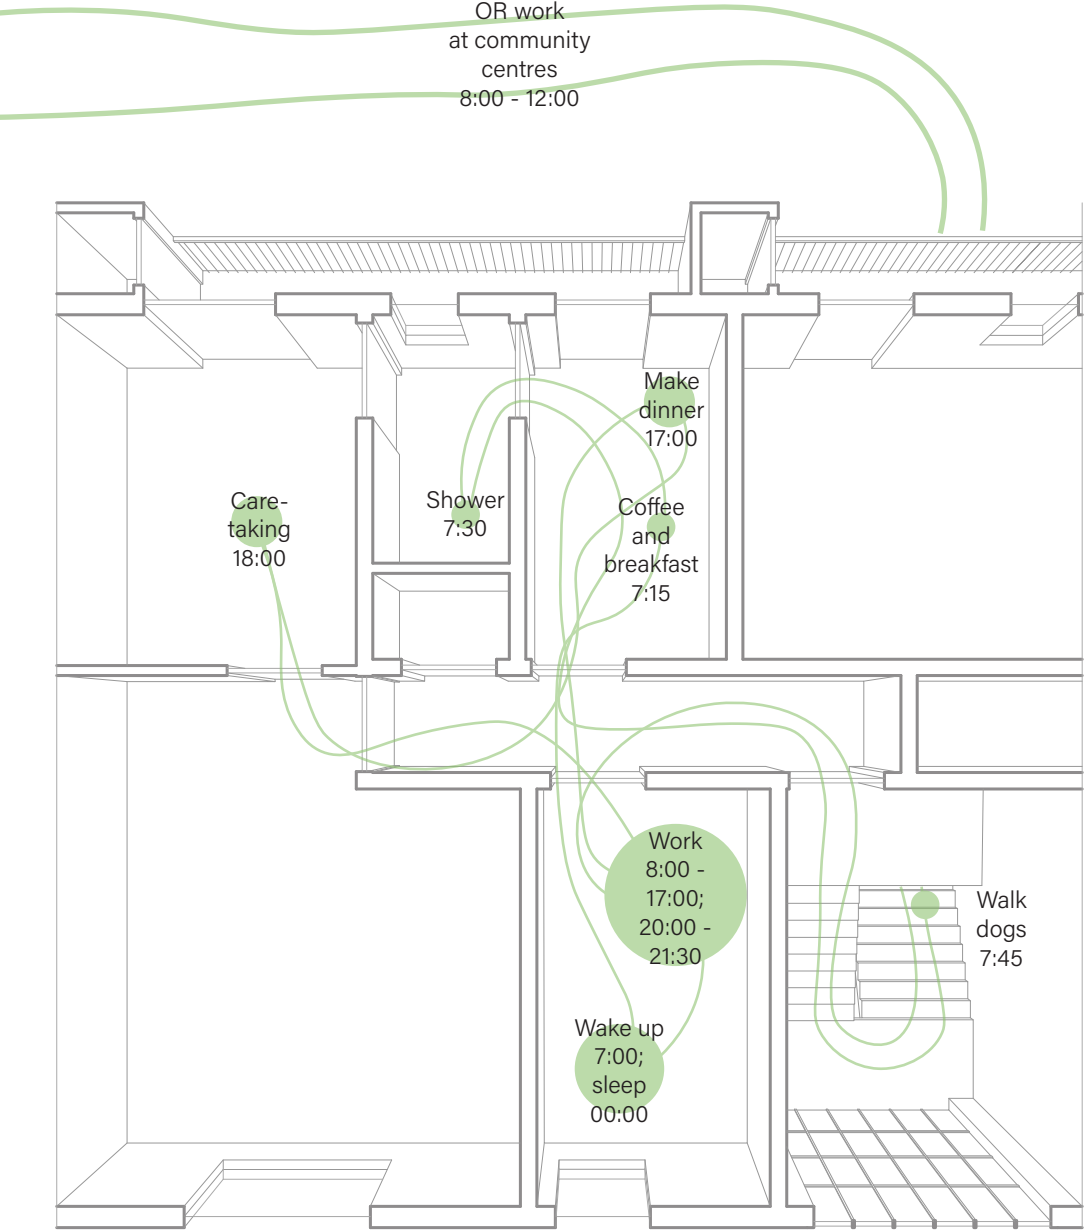 OR work
at community
centres
8:00 - 12:00
Make
dinner
17:00
Care-
taking
18:00
Shower
7:30
Coffee
and
breakfast
7:15
Work
8:00 -
17:00;
20:00 -
21:30
Walk
dogs
7:45
Wake up
7:00;
sleep
00:00